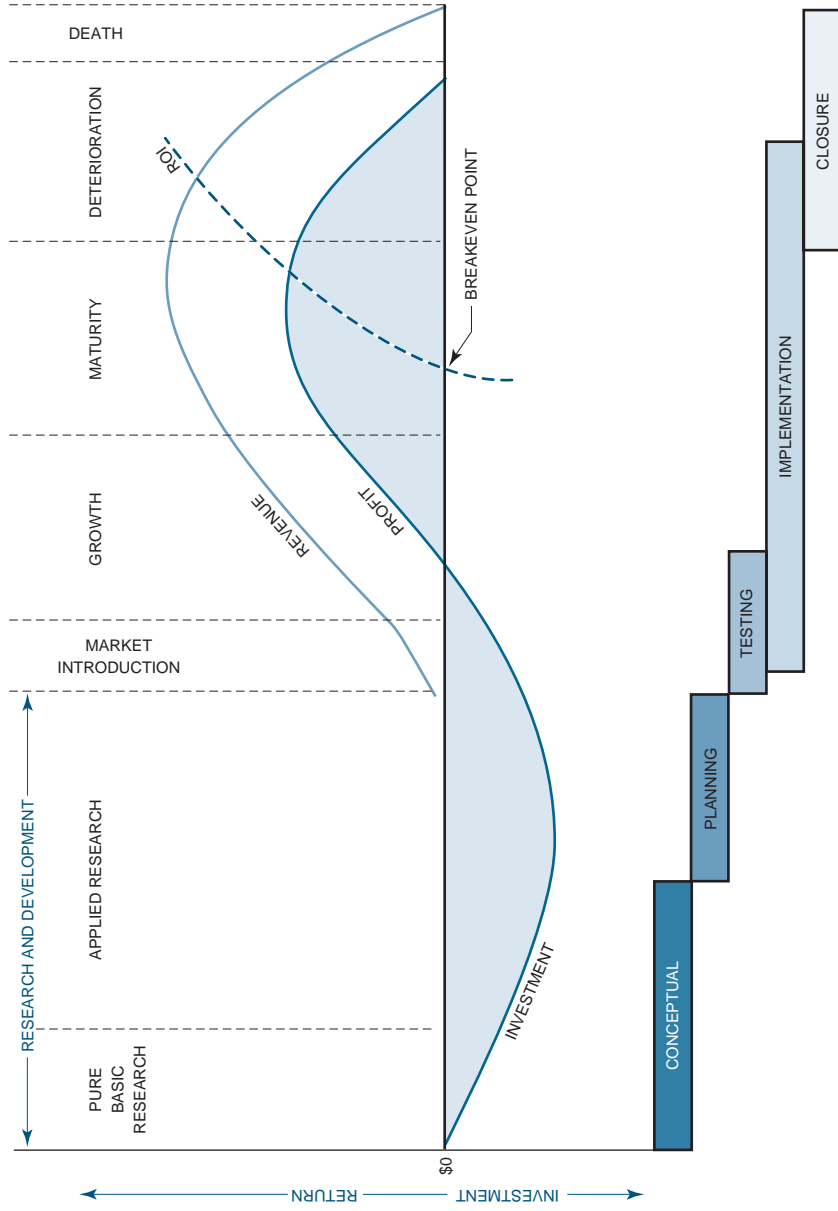 RESEARCH AND DEVELOPMENT
PURE
BASIC
RESEARCH
APPLIED RESEARCH
MARKET
INTRODUCTION
GROWTH
MATURITY
DETERIORATION
DEATH
REVENUE
PROFIT
ROI
INVESTMENT
BREAKEVEN POINT
$0
RETURN
INVESTMENT
CONCEPTUAL
PLANNING
TESTING
IMPLEMENTATION
CLOSURE